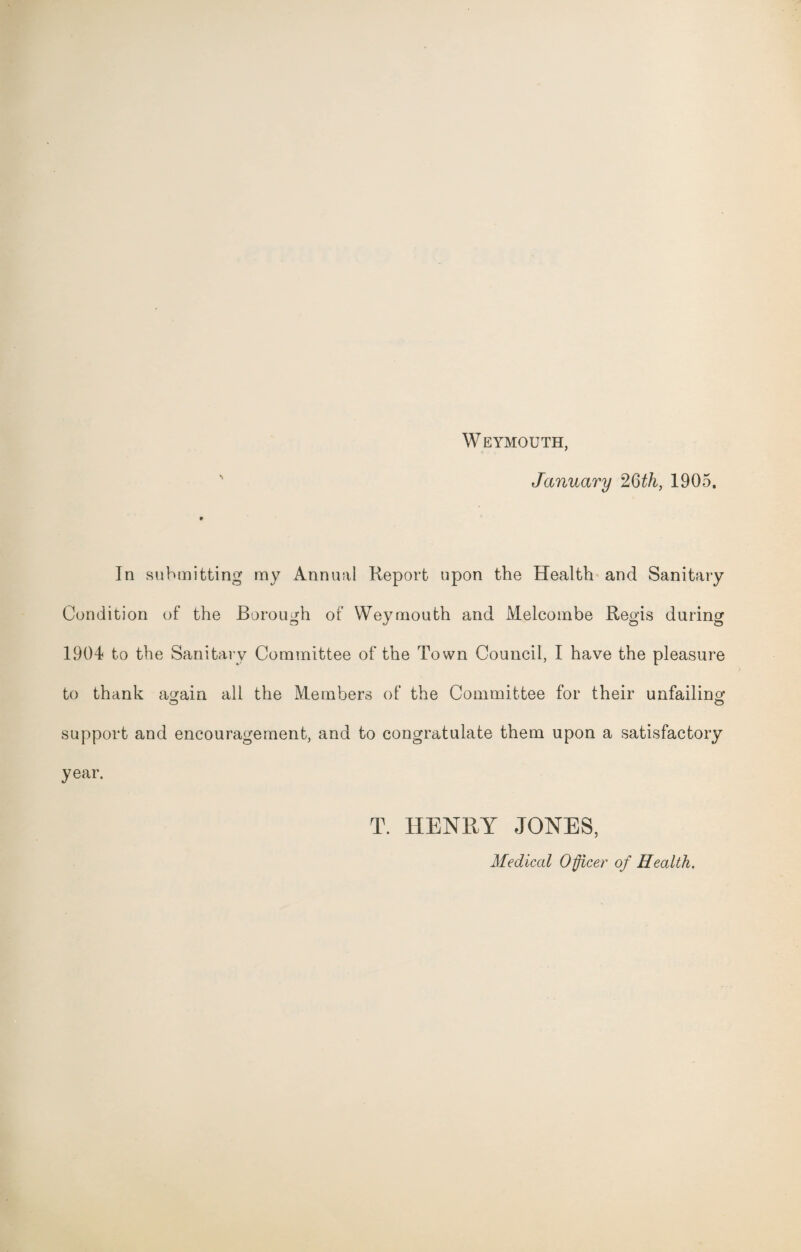 WEYMOUTH,
January 26th, 1905.
In submitting my Annual Report upon the Health and Sanitary
Condition of the Borough of Weymouth and Melcombe Regis during
1904 to the Sanitary Committee of the Town Council, I have the pleasure
to thank again all the Members of the Committee for their unfailing
support and encouragement, and to congratulate them upon a satisfactory
year.
T. HENRY JONES,
Medical Officer of Health.